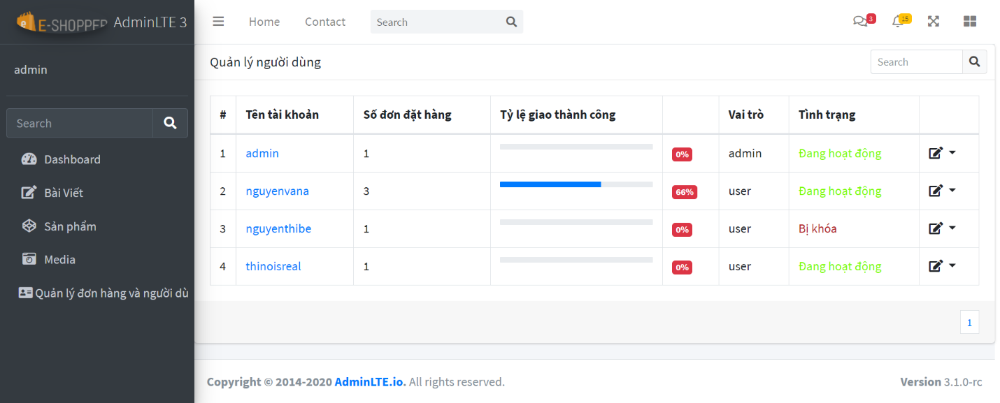 E-SHOPPER AdminLTE 3
Home Contact Search 3 15
admin
Search
Dashboard
Bài Viết
Sản phẩm
Media
Quản lý đơn hàng và người dù
Quản lý người dùng Search
# Tên tài khoản Số đơn đặt hàng Tỷ lệ giao thành công Vai trò Tình trạng
1 admin 1 0% admin Đang hoạt động
2 nguyenvana 3 66% user Đang hoạt động
3 nguyenthibe 1 0% user Bị khóa
4 thinoisreal 1 0% user Đang hoạt động
1
Copyright © 2014-2020 AdminLTE.io. All rights reserved. Version 3.1.0-rc